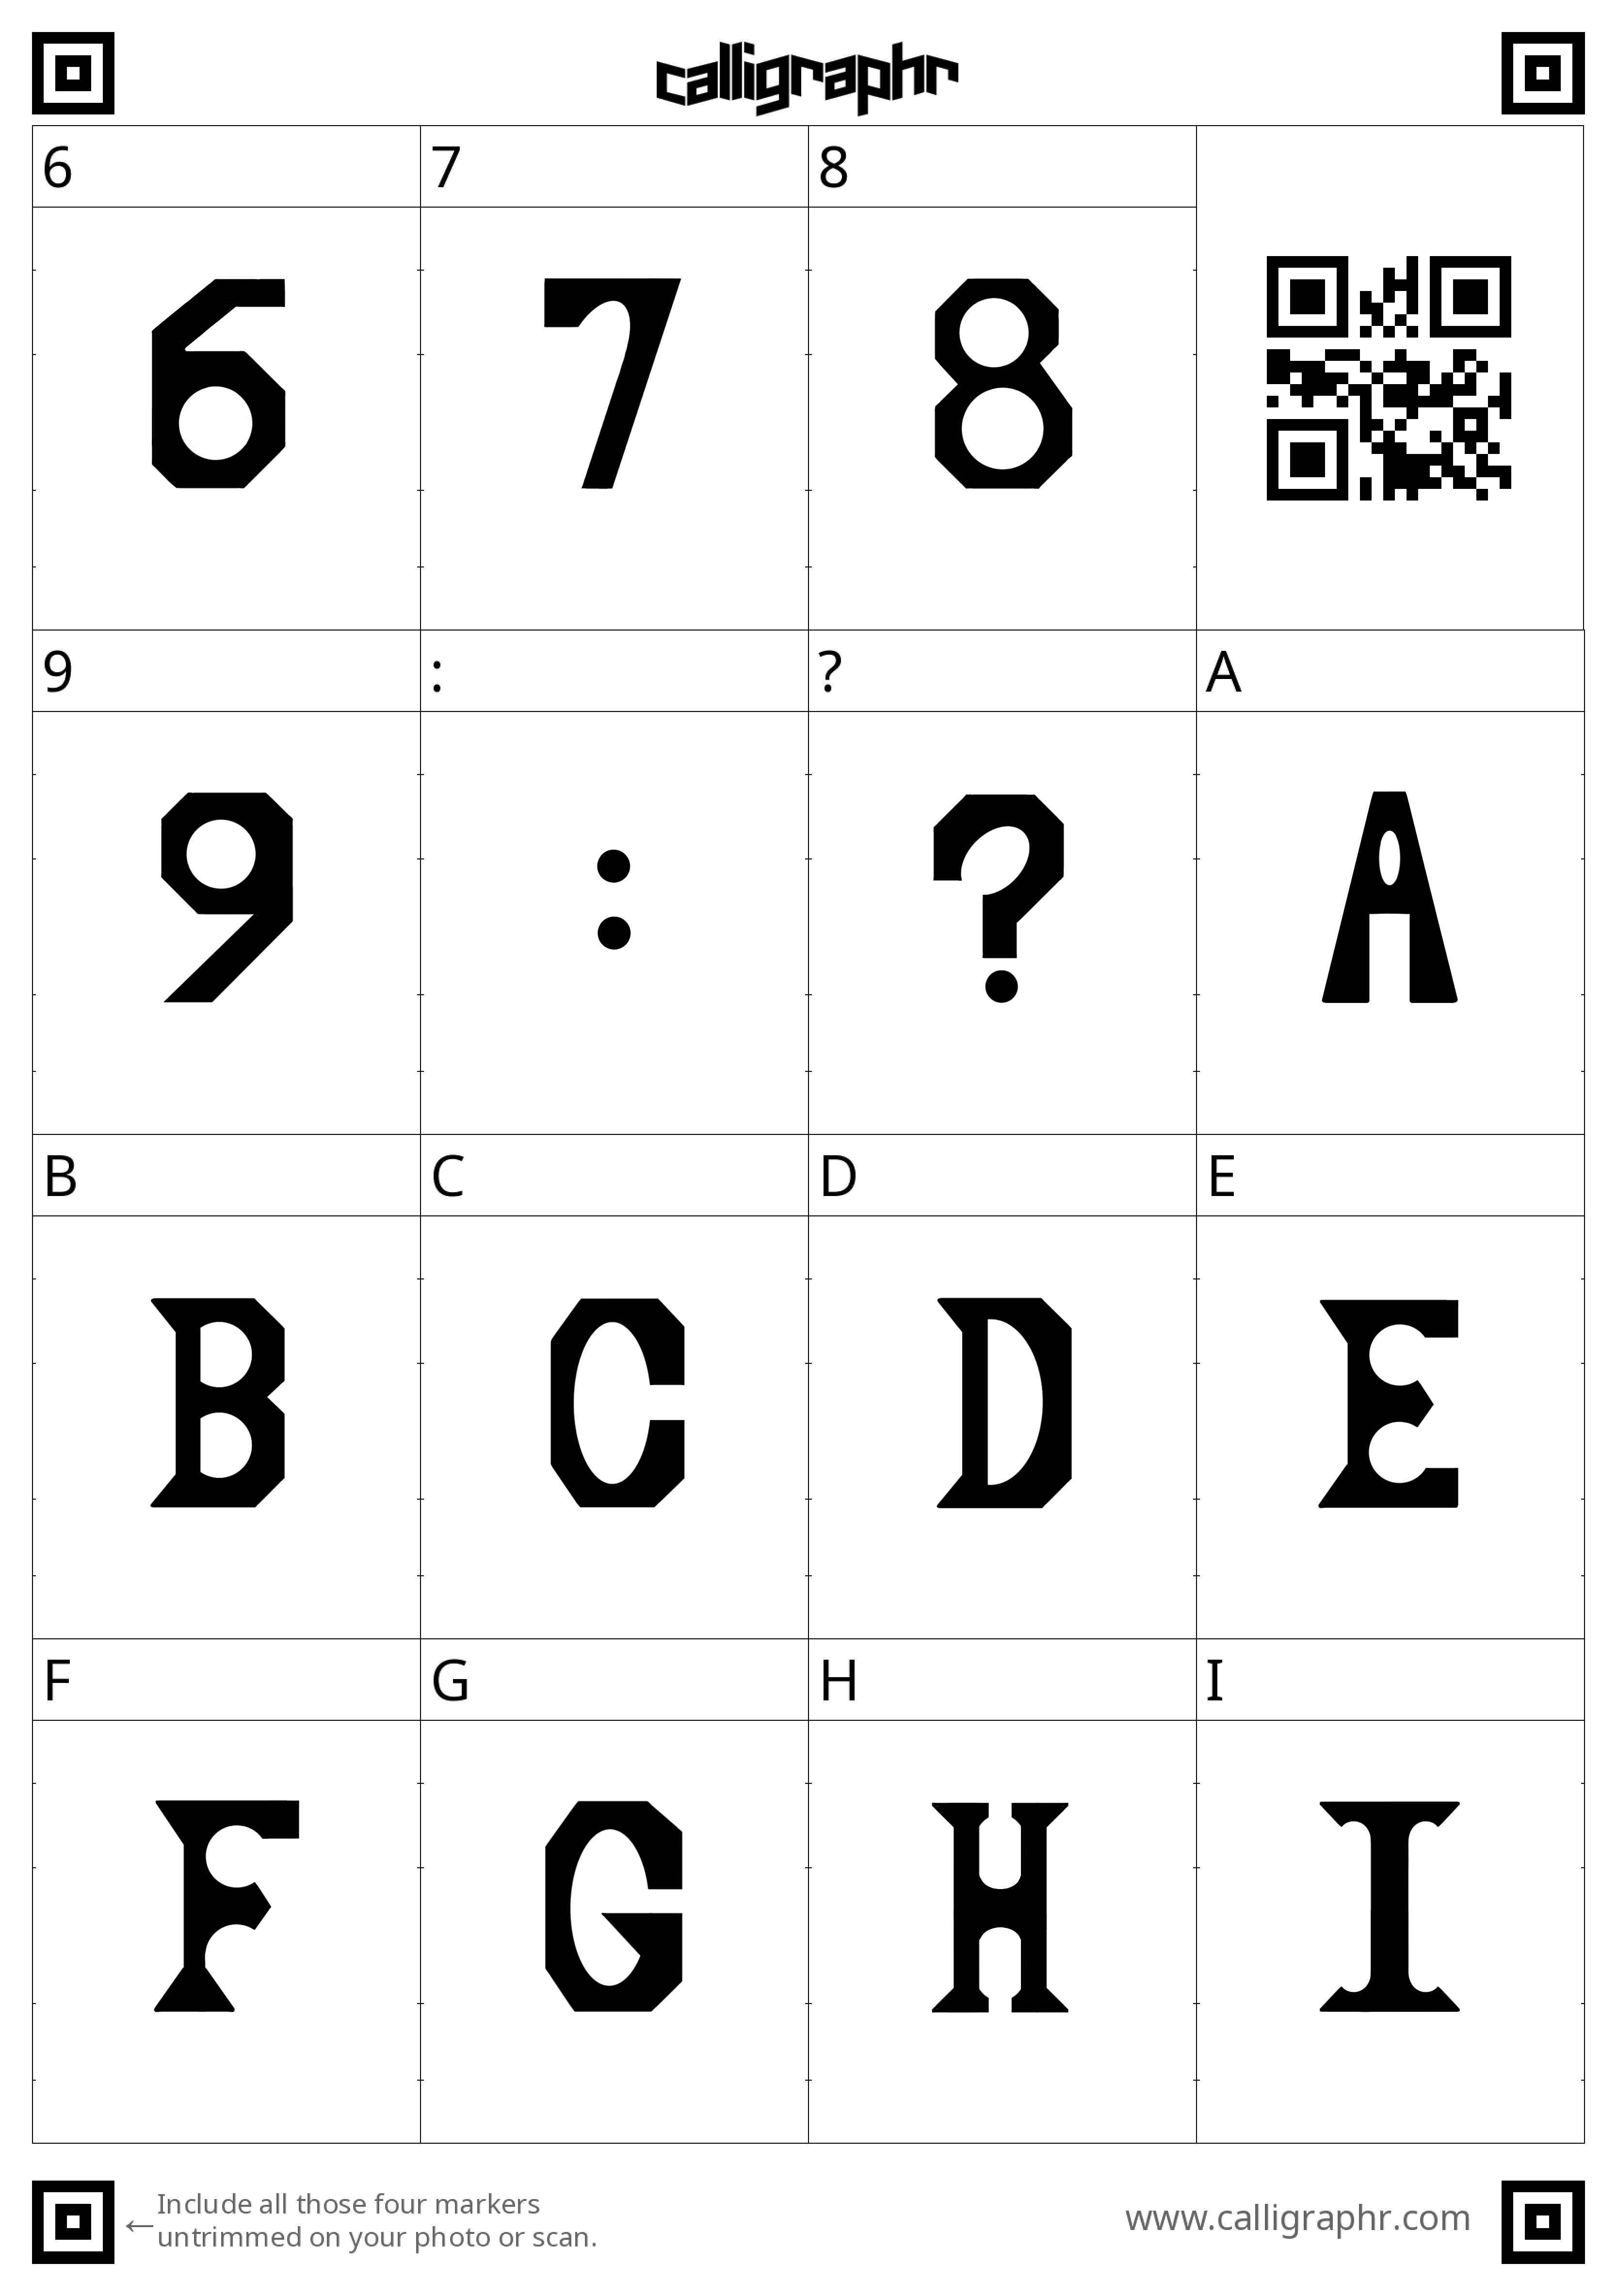 calligraphr
6 7 8
6 7 8
9 : ? A
9 : ? A
B C D E
B C D E
F G H I
F G H I
←Include all those four markers
untrimmed on your photo or scan.
www.calligraphr.com